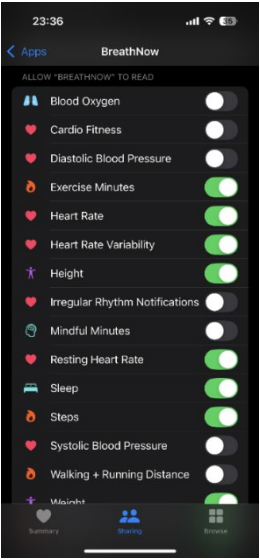 23:36
33
Apps
BreathNow
ALLOW "BREATHNOW" TO READ
Blood Oxygen
Cardio Fitness
Diastolic Blood Pressure
Exercise Minutes
Heart Rate
Heart Rate Variability
Height
Irregular Rhythm Notifications
Mindful Minutes
Resting Heart Rate
Sleep
Steps
Systolic Blood Pressure
Walking + Running Distance
Weight
Summary
Sharing
Browse